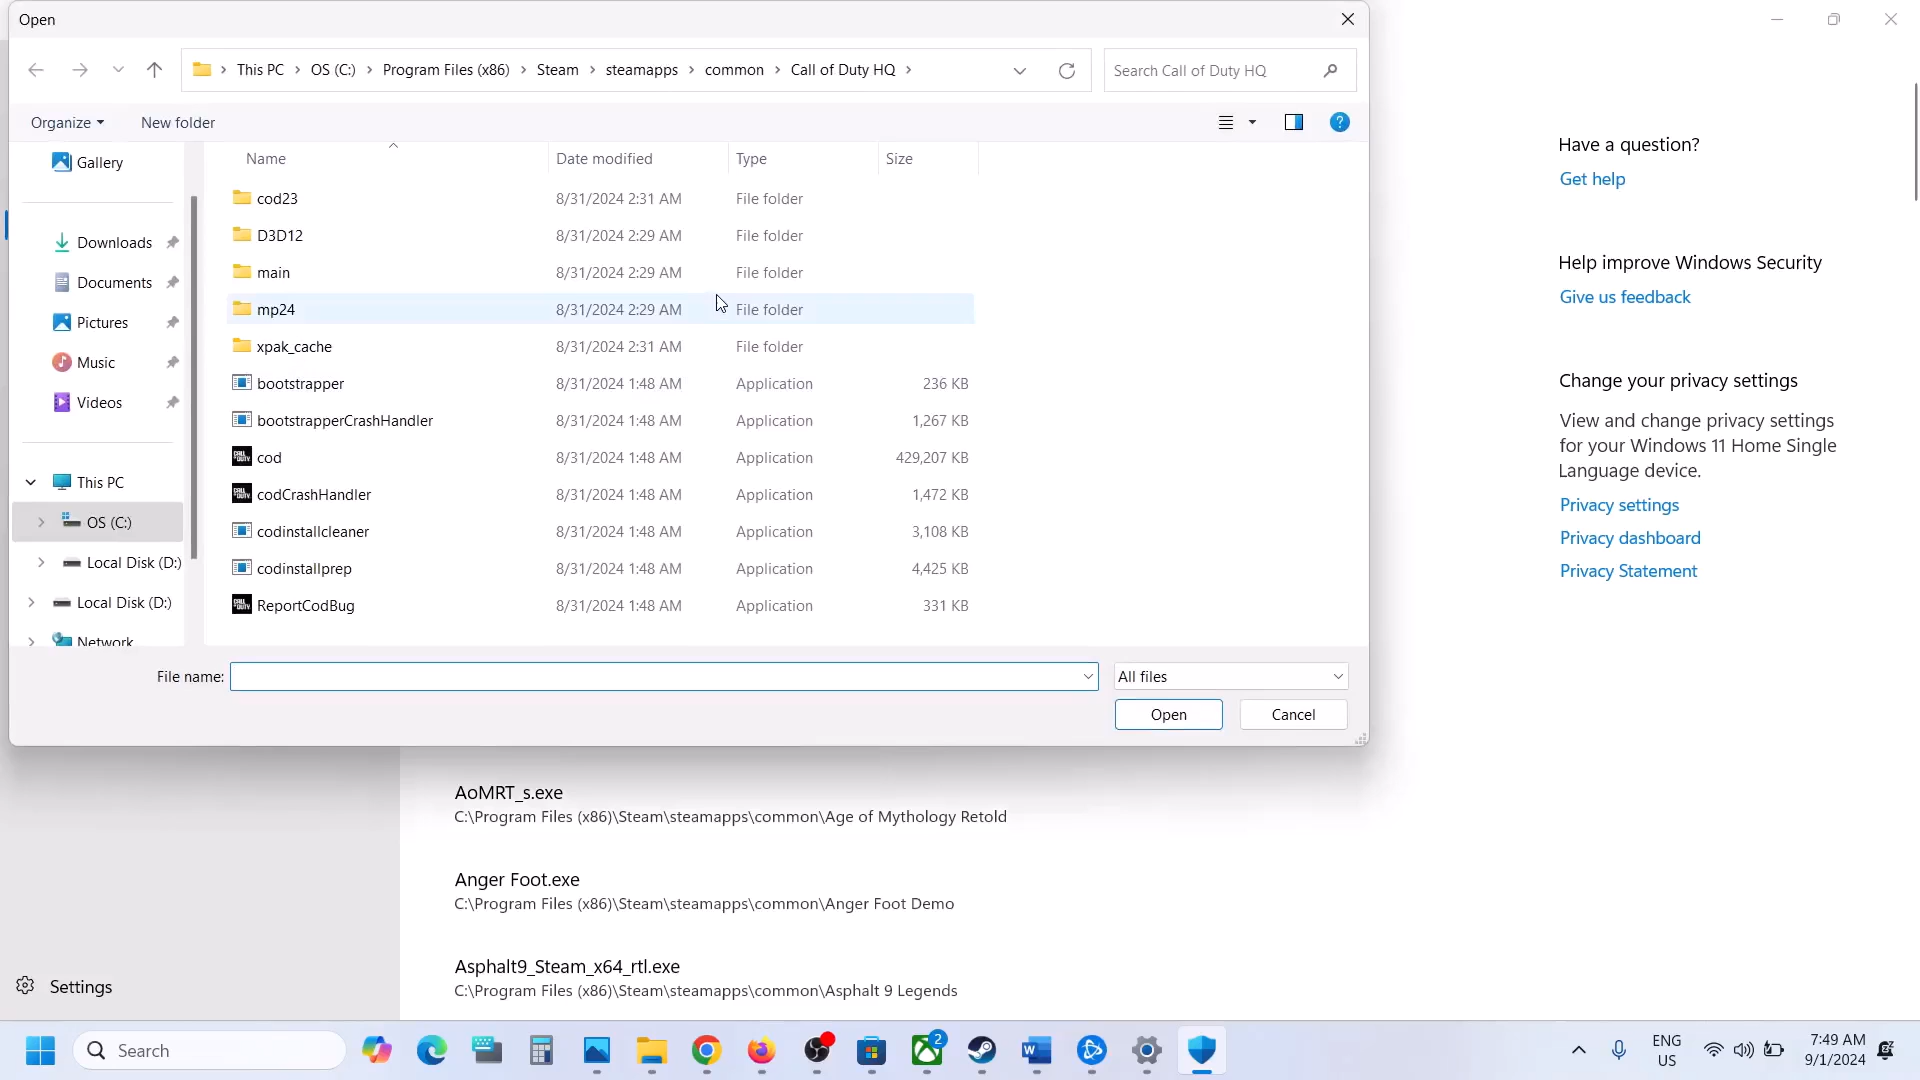 Open
This PC > OS (C:) > Program Files (x86) > Steam > steamapps > common > Call of Duty HQ >
Search Call of Duty HQ
Organize
New folder
Gallery
Downloads
Documents
Pictures
Music
Videos
This PC
OS (C:)
Local Disk (D:)
Local Disk (D:)
Network
Name Date modified Type Size
cod23 8/31/2024 2:31 AM File folder
D3D12 8/31/2024 2:29 AM File folder
main 8/31/2024 2:29 AM File folder
mp24 8/31/2024 2:29 AM File folder
xpak_cache 8/31/2024 2:31 AM File folder
bootstrapper 8/31/2024 1:48 AM Application 236 KB
bootstrapperCrashHandler 8/31/2024 1:48 AM Application 1,267 KB
cod 8/31/2024 1:48 AM Application 429,207 KB
codCrashHandler 8/31/2024 1:48 AM Application 1,472 KB
codinstallcleaner 8/31/2024 1:48 AM Application 3,108 KB
codinstallprep 8/31/2024 1:48 AM Application 4,425 KB
ReportCodBug 8/31/2024 1:48 AM Application 331 KB
File name:
All files
Open
Cancel
Have a question?
Get help
Help improve Windows Security
Give us feedback
Change your privacy settings
View and change privacy settings
for your Windows 11 Home Single
Language device.
Privacy settings
Privacy dashboard
Privacy Statement
AoMRT_s.exe
C:\Program Files (x86)\Steam\steamapps\common\Age of Mythology Retold
Anger Foot.exe
C:\Program Files (x86)\Steam\steamapps\common\Anger Foot Demo
Asphalt9_Steam_x64_rtl.exe
C:\Program Files (x86)\Steam\steamapps\common\Asphalt 9 Legends
Settings
Search
2
ENG
US
7:49 AM
9/1/2024